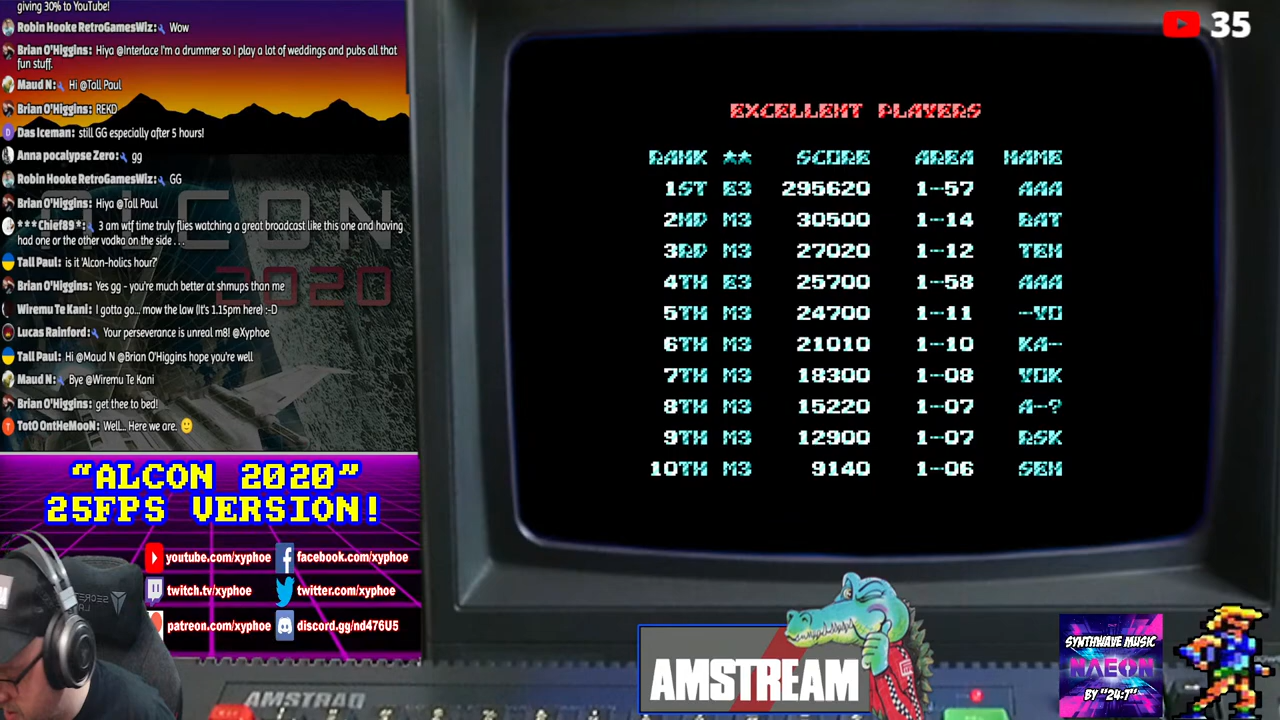 giving 30% to YouTube!
Robin Hooke RetroGamesWiz: Wow
Brian O'Higgins: Hiya @Interlace I'm a drummer so I play a lot of weddings and pubs all that
fun stuff.
Maud N: Hi @Tall Paul
Brian O'Higgins: REKD
Das Iceman: still GG especially after 5 hours!
Anna pocalypse Zero: gg
Robin Hooke RetroGamesWiz: GG
Brian O'Higgins: Hiya @Tall Paul
***Chief89*: 3 am wtf time truly flies watching a great broadcast like this one and having
had one or the other vodka on the side . . .
Tall Paul: is it 'Alcon-holics hour?'
Brian O'Higgins: Yes gg - you're much better at shmups than me
Wiremu Te Kani: I gotta go... mow the law (It's 1.15pm here) :-D
Lucas Rainford: Your perseverance is unreal m8! @Xyphoe
Tall Paul: Hi @Maud N @Brian O'Higgins hope you're well
Maud N: Bye @Wiremu Te Kani
Brian O'Higgins: get thee to bed!
TotO OntHeMooN: Well... Here we are.
ALCON
2020
"ALCON 2020"
25FPS VERSION!
youtube.com/xyphoe
facebook.com/xyphoe
twitch.tv/xyphoe
twitter.com/xyphoe
patreon.com/xyphoe
discord.gg/nd476U5
35
EXCELLENT PLAYERS
RANK ** SCORE AREA NAME
1ST E3 295620 1-57 AAA
2ND M3 30500 1-14 BAT
3RD M3 27020 1-12 TEN
4TH E3 25700 1-58 AAA
5TH M3 24700 1-11 -YO
6TH M3 21010 1-10 KA-
7TH M3 18300 1-08 YOK
8TH M3 15220 1-07 A-?
9TH M3 12900 1-07 RSK
10TH M3 9140 1-06 SEN
AMSTRAD
AMSTREAM
SYNTHWAVE MUSIC
NAEON
BY "24:7"